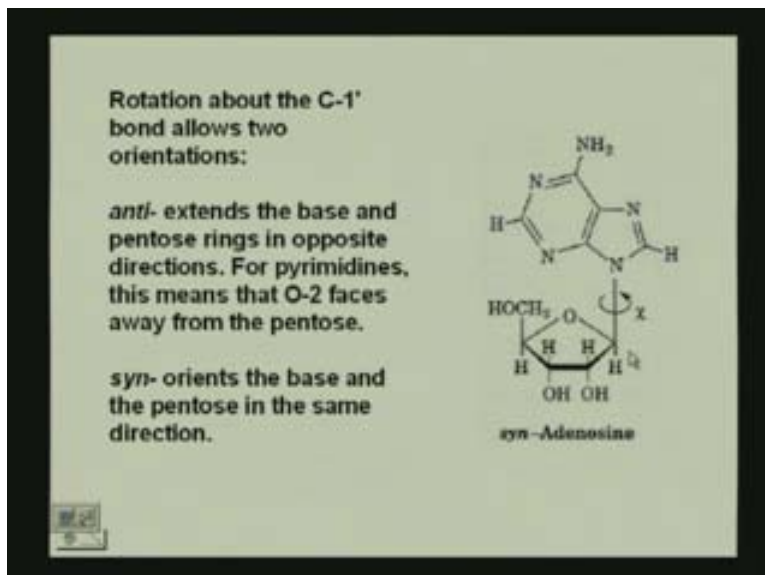 Rotation about the C-1'
bond allows two
orientations:
anti- extends the base and
pentose rings in opposite
directions. For pyrimidines,
this means that O-2 faces
away from the pentose.
syn- orients the base and
the pentose in the same
direction.
NH₂
N
N
H
N
N
H
HOCH₂
O
χ
H
H
H
H
OH OH
syn-Adenosine